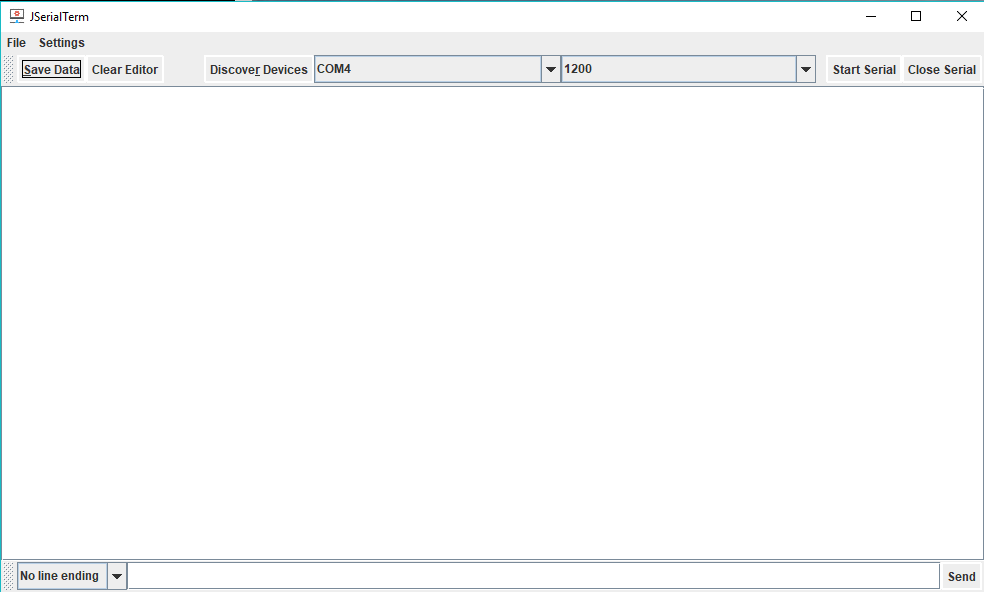 JSerialTerm
File Settings
Save Data Clear Editor Discover Devices COM4 1200 Start Serial Close Serial
No line ending Send